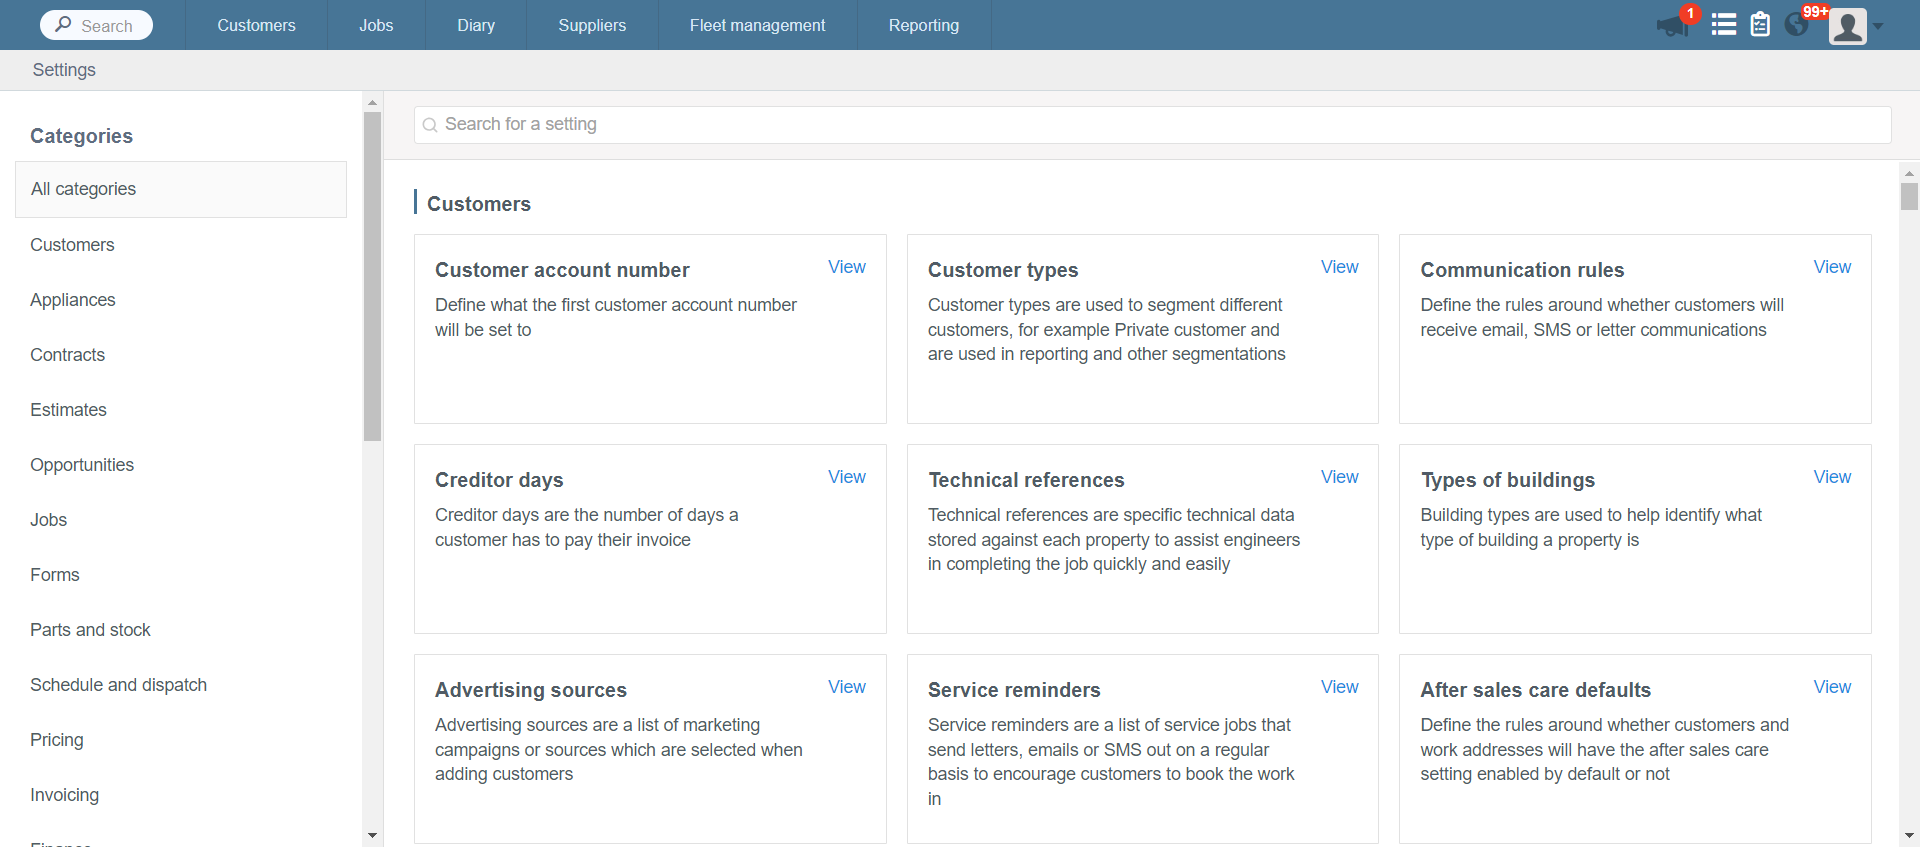 Search
Customers
Jobs
Diary
Suppliers
Fleet management
Reporting
1
99+
Settings
Categories
All categories
Customers
Appliances
Contracts
Estimates
Opportunities
Jobs
Forms
Parts and stock
Schedule and dispatch
Pricing
Invoicing
Search for a setting
Customers
Customer account number
View
Define what the first customer account number
will be set to
Customer types
View
Customer types are used to segment different
customers, for example Private customer and
are used in reporting and other segmentations
Communication rules
View
Define the rules around whether customers will
receive email, SMS or letter communications
Creditor days
View
Creditor days are the number of days a
customer has to pay their invoice
Technical references
View
Technical references are specific technical data
stored against each property to assist engineers
in completing the job quickly and easily
Types of buildings
View
Building types are used to help identify what
type of building a property is
Advertising sources
View
Advertising sources are a list of marketing
campaigns or sources which are selected when
adding customers
Service reminders
View
Service reminders are a list of service jobs that
send letters, emails or SMS out on a regular
basis to encourage customers to book the work
in
After sales care defaults
View
Define the rules around whether customers and
work addresses will have the after sales care
setting enabled by default or not